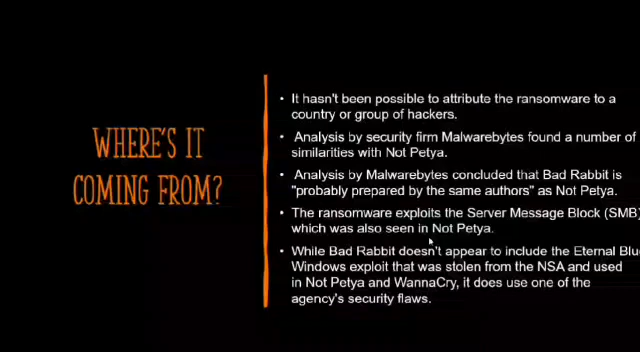 WHERE'S IT
COMING FROM?
• It hasn't been possible to attribute the ransomware to a
country or group of hackers.
• Analysis by security firm Malwarebytes found a number of
similarities with Not Petya.
• Analysis by Malwarebytes concluded that Bad Rabbit is
"probably prepared by the same authors" as Not Petya.
• The ransomware exploits the Server Message Block (SMB)
which was also seen in Not Petya.
• While Bad Rabbit doesn't appear to include the Eternal Blu
Windows exploit that was stolen from the NSA and used
in Not Petya and WannaCry, it does use one of the
agency's security flaws.